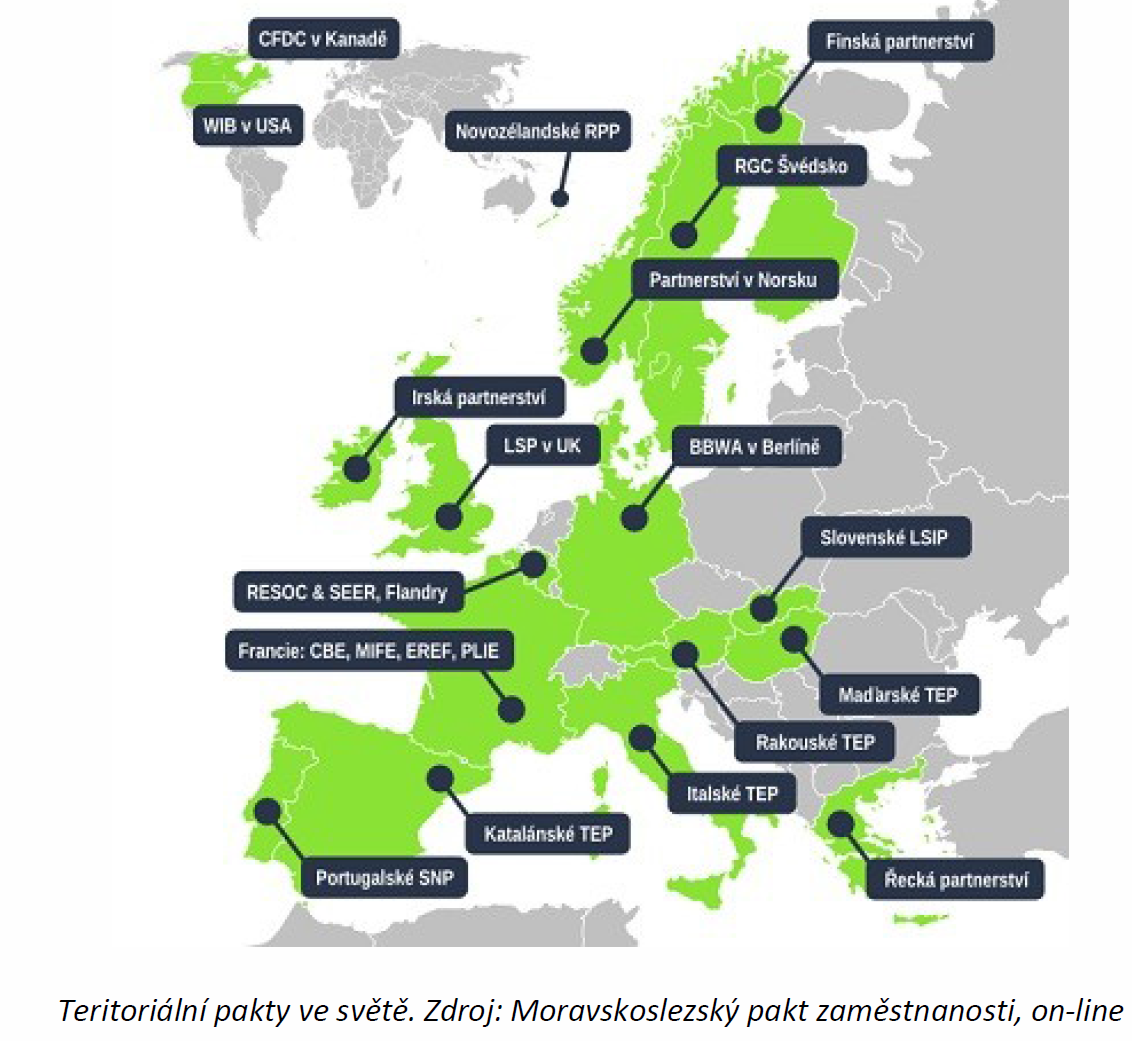 CFDC v Kanadě
Finská partnerství
WIB v USA
Novozélandské RPP
RGC Švédsko
Partnerství v Norsku
Irská partnerství
LSP v UK
BBWA v Berlíně
Slovenské LSIP
RESOC & SEER, Flandry
Francie: CBE, MIFE, EREF, PLIE
Maďarské TEP
Rakouské TEP
Italské TEP
Katalánské TEP
Portugalské SNP
Řecká partnerství
Teritoriální pakty ve světě. Zdroj: Moravskoslezský pakt zaměstnanosti, on-line